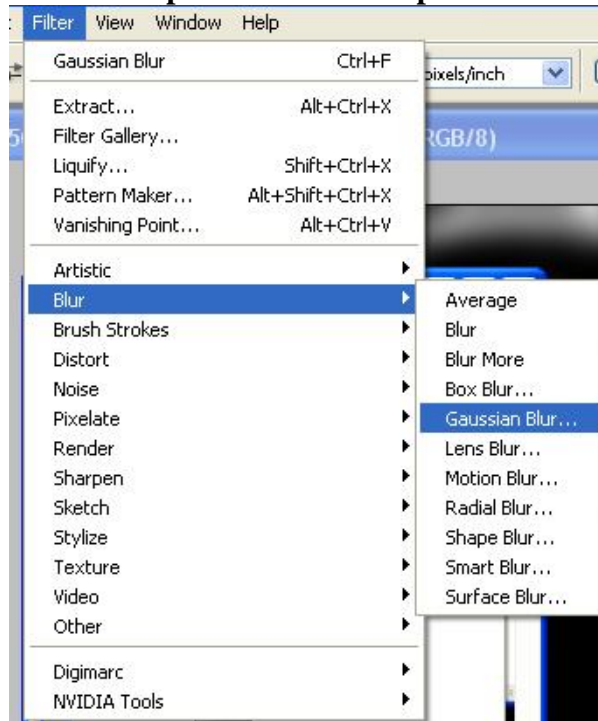 Filter View Window Help
Gaussian Blur Ctrl+F
pixels/inch
Extract... Alt+Ctrl+X
Filter Gallery...
RGB/8)
Liquify... Shift+Ctrl+X
Pattern Maker... Alt+Shift+Ctrl+X
Vanishing Point... Alt+Ctrl+V
Artistic
Blur
Brush Strokes
Distort
Noise
Pixelate
Render
Sharpen
Sketch
Stylize
Texture
Video
Other
Digimarc
NVIDIA Tools
Average
Blur
Blur More
Box Blur...
Gaussian Blur...
Lens Blur...
Motion Blur...
Radial Blur...
Shape Blur...
Smart Blur...
Surface Blur...